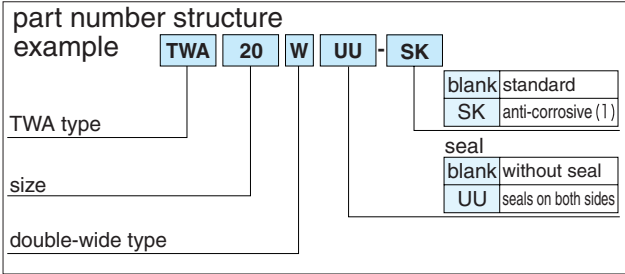 part number structure
example
TWA 20 W UU - SK
blank standard
SK anti-corrosive (1)
TWA type
seal
blank without seal
size
UU seals on both sides
double-wide type